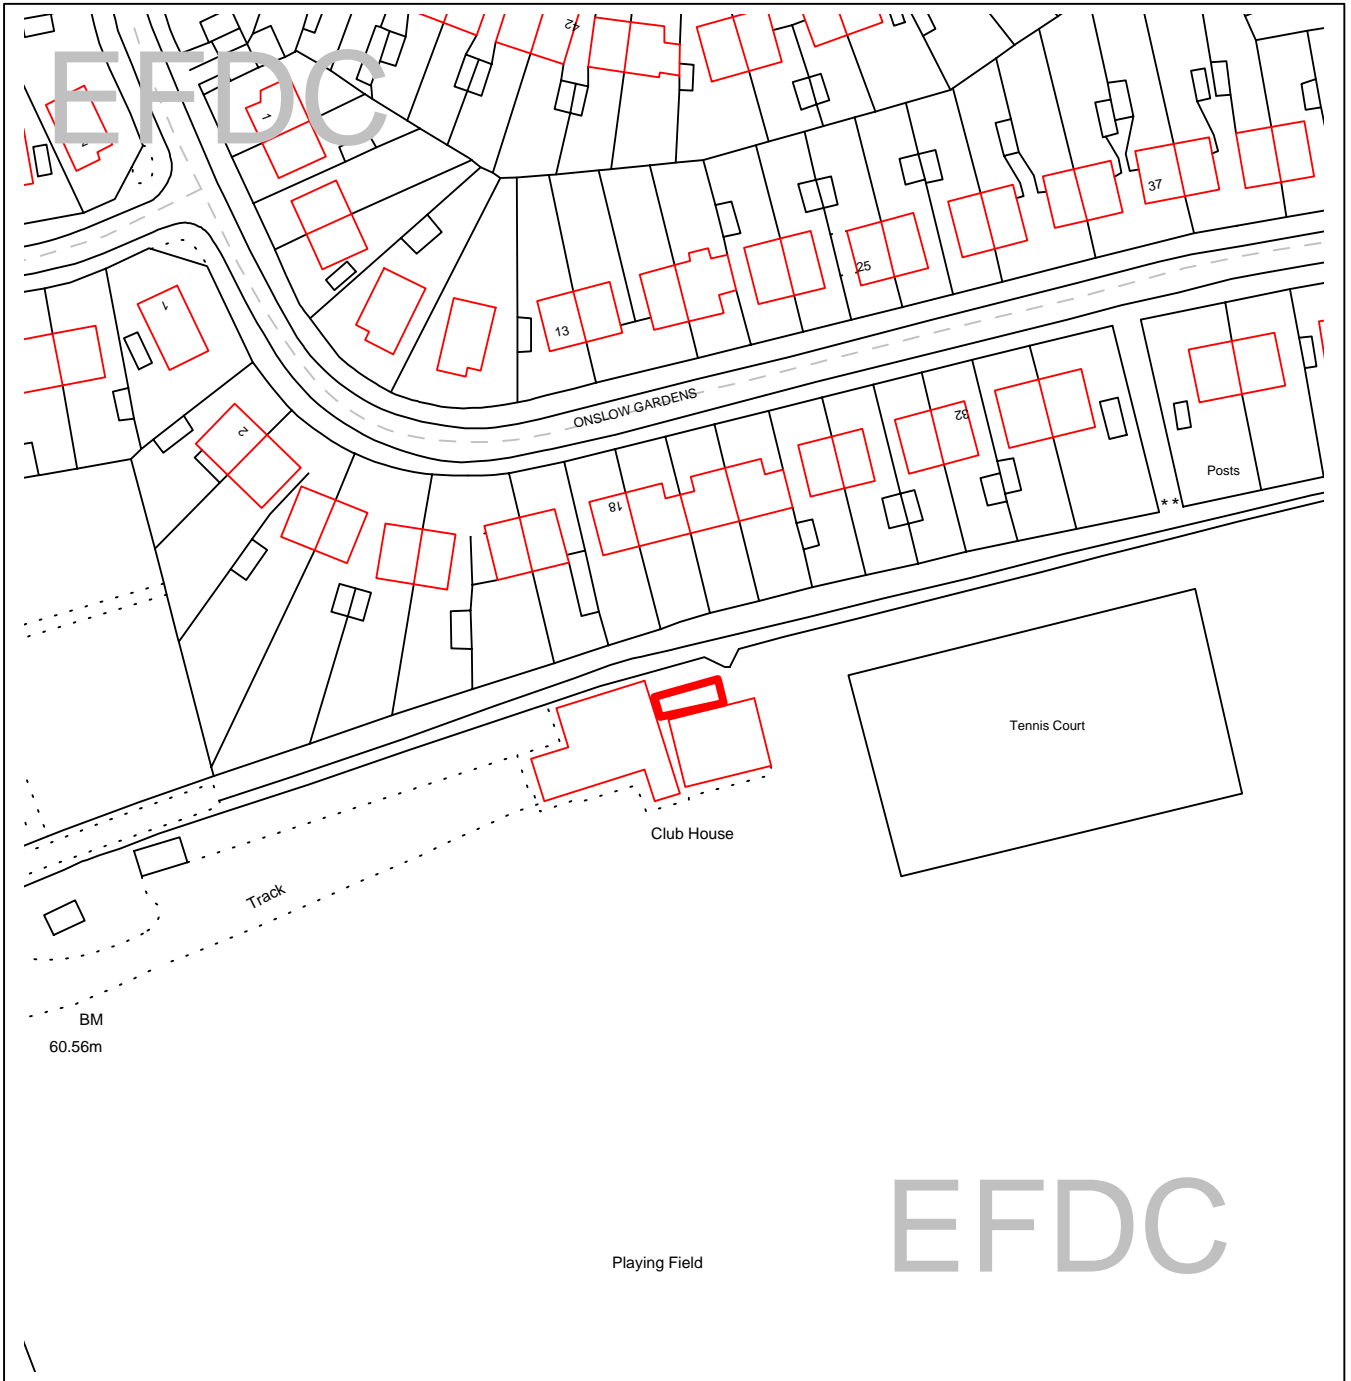 EFDC
42
1
1
37
25
13
ONSLOW GARDENS
2
32
18
Posts
* *
Tennis Court
Club House
Track
BM
60.56m
EFDC
Playing Field